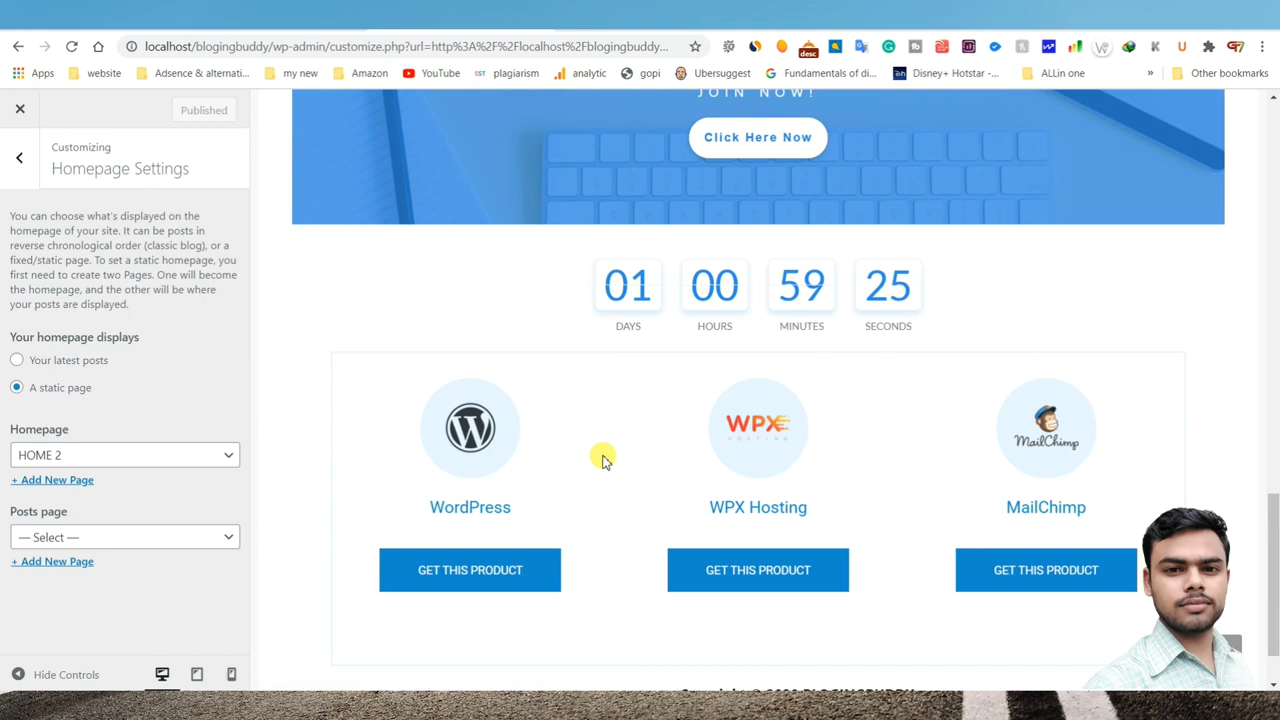 localhost/blogingbuddy/wp-admin/customize.php?url=http%3A%2F%2Flocalhost%2Fblogingbuddy...
desc
Apps
website
Adsence & alternati...
my new
Amazon
YouTube
SST
plagiarism
analytic
gopi
Ubersuggest
Fundamentals of di...
Disney+ Hotstar -...
ALLin one
»
Other bookmarks
Published
Customizing
Homepage Settings
You can choose what's displayed on the
homepage of your site. It can be posts in
reverse chronological order (classic blog), or a
fixed/static page. To set a static homepage, you
first need to create two Pages. One will become
the homepage, and the other will be where
your posts are displayed.
Your homepage displays
Your latest posts
A static page
Homepage
HOME 2
+ Add New Page
Posts page
— Select —
+ Add New Page
Hide Controls
JOIN NOW!
Click Here Now
01 00 59 25
DAYS HOURS MINUTES SECONDS
WPX
HOSTING
MailChimp
WordPress
WPX Hosting
MailChimp
GET THIS PRODUCT
GET THIS PRODUCT
GET THIS PRODUCT